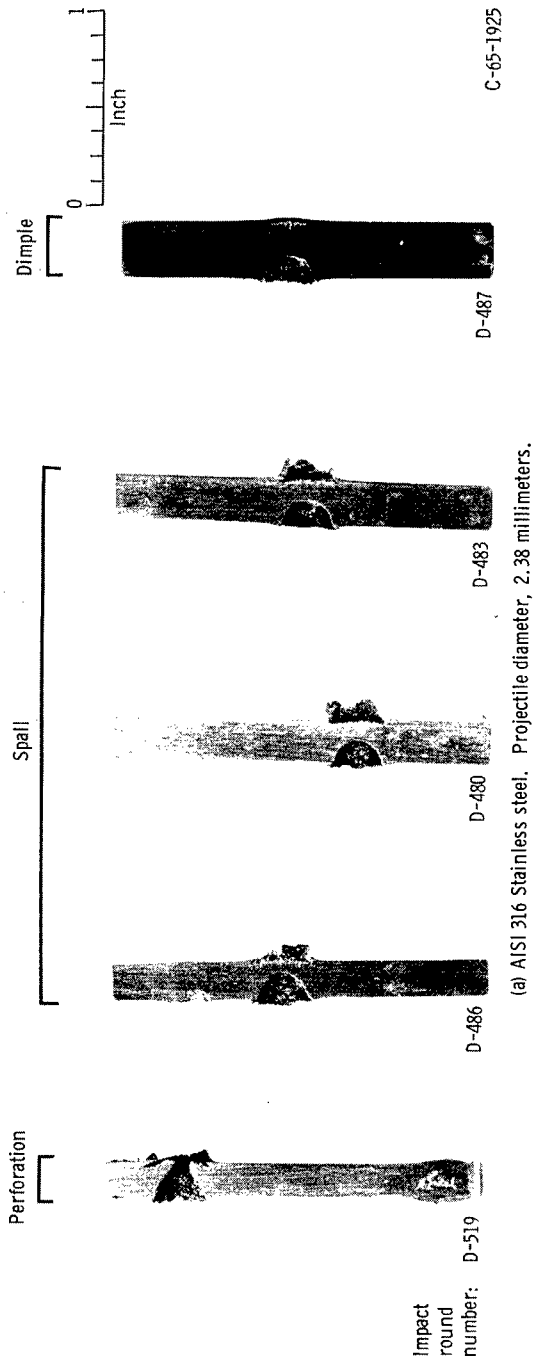 Perforation
Spall
Dimple
0 1
Inch
Impact
round
number: D-519 D-486 D-480 D-483 D-487
C-65-1925
(a) AISI 316 Stainless steel. Projectile diameter, 2.38 millimeters.